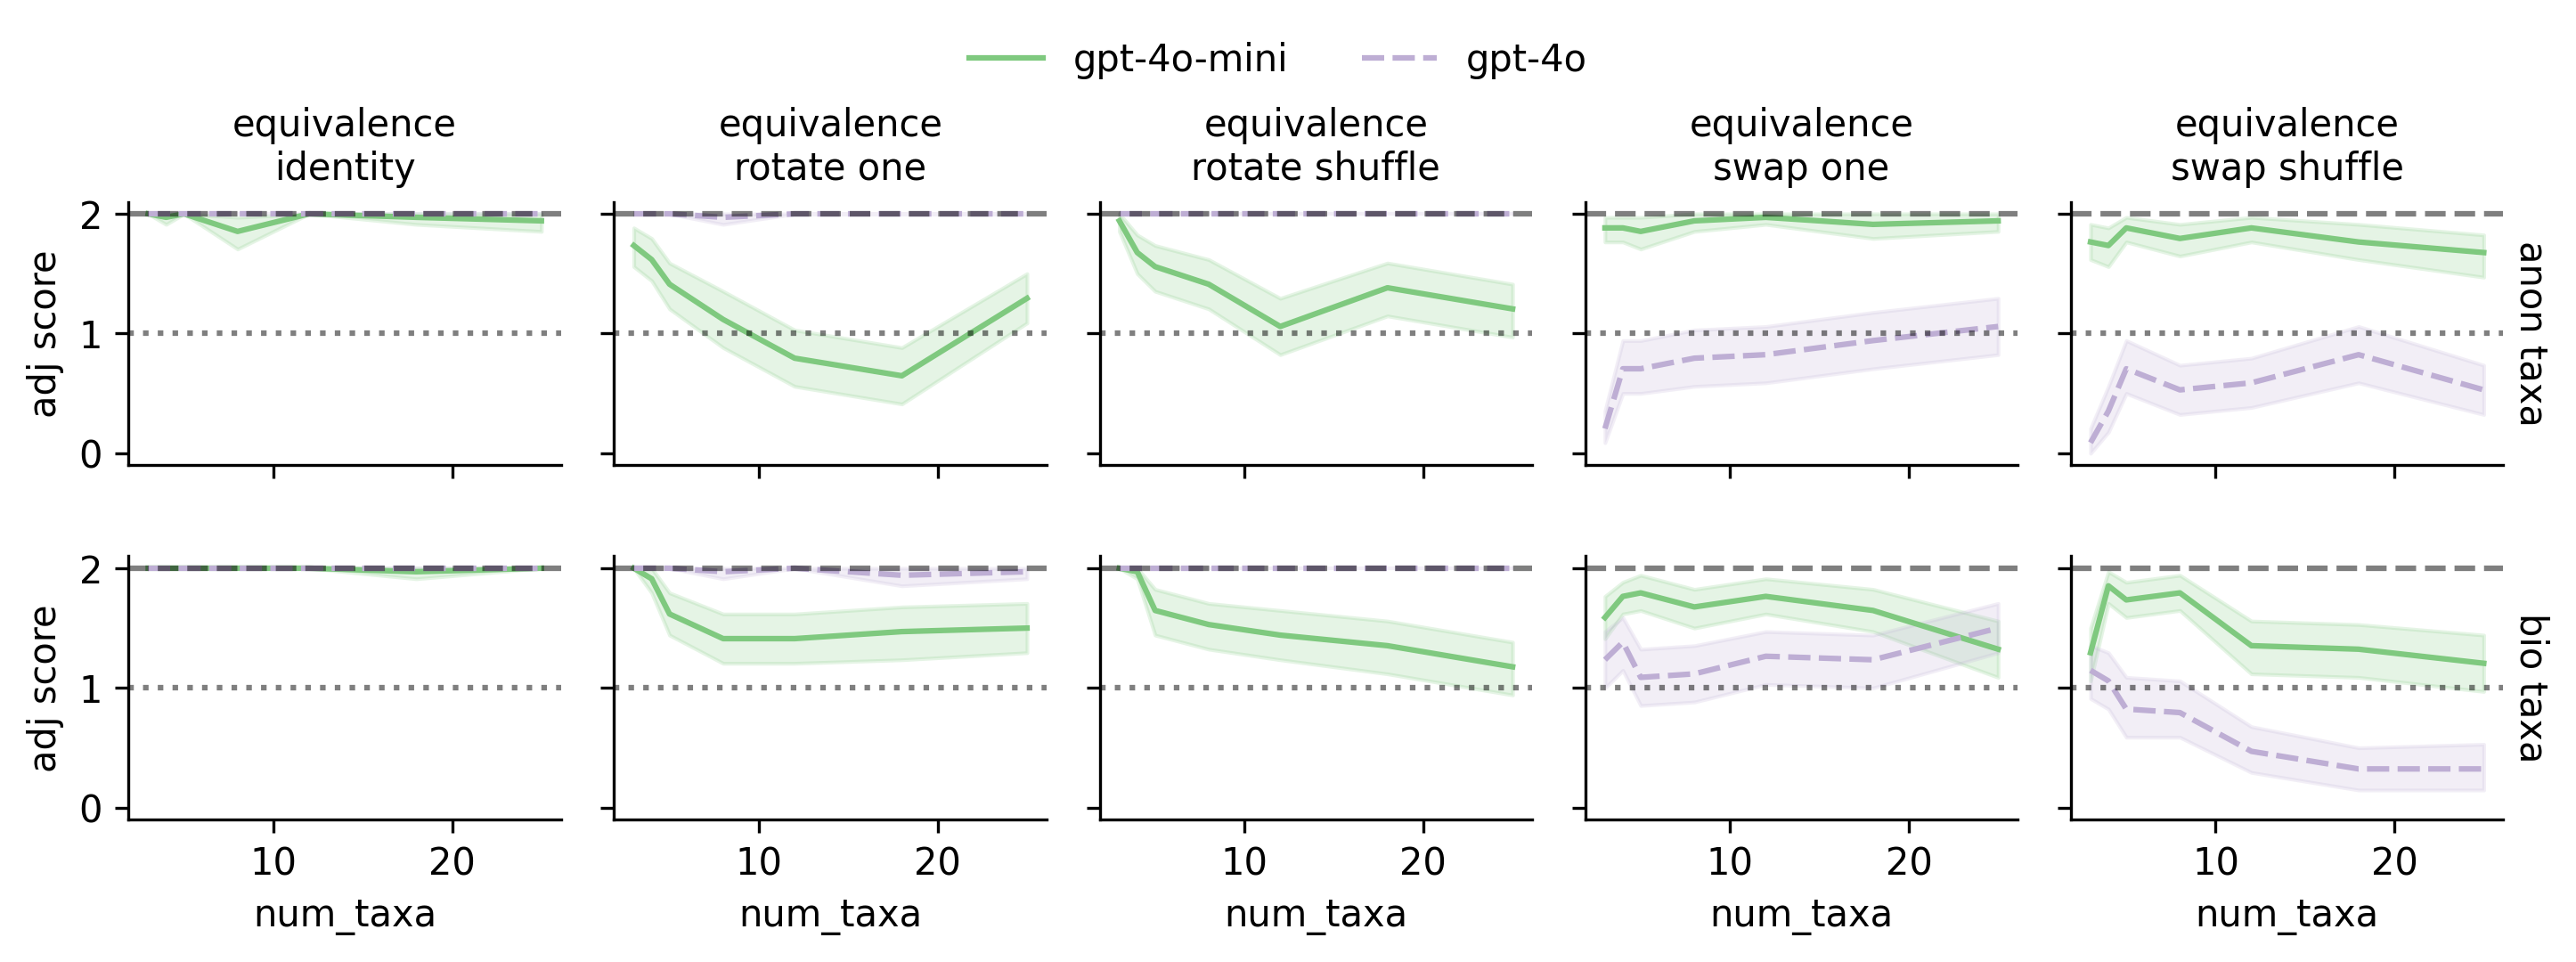 gpt-4o-mini gpt-4o
equivalence identity
equivalence rotate one
equivalence rotate shuffle
equivalence swap one
equivalence swap shuffle
adj score
2
1
0
anon taxa
adj score
2
1
0
bio taxa
10 20
10 20
10 20
10 20
10 20
num_taxa
num_taxa
num_taxa
num_taxa
num_taxa